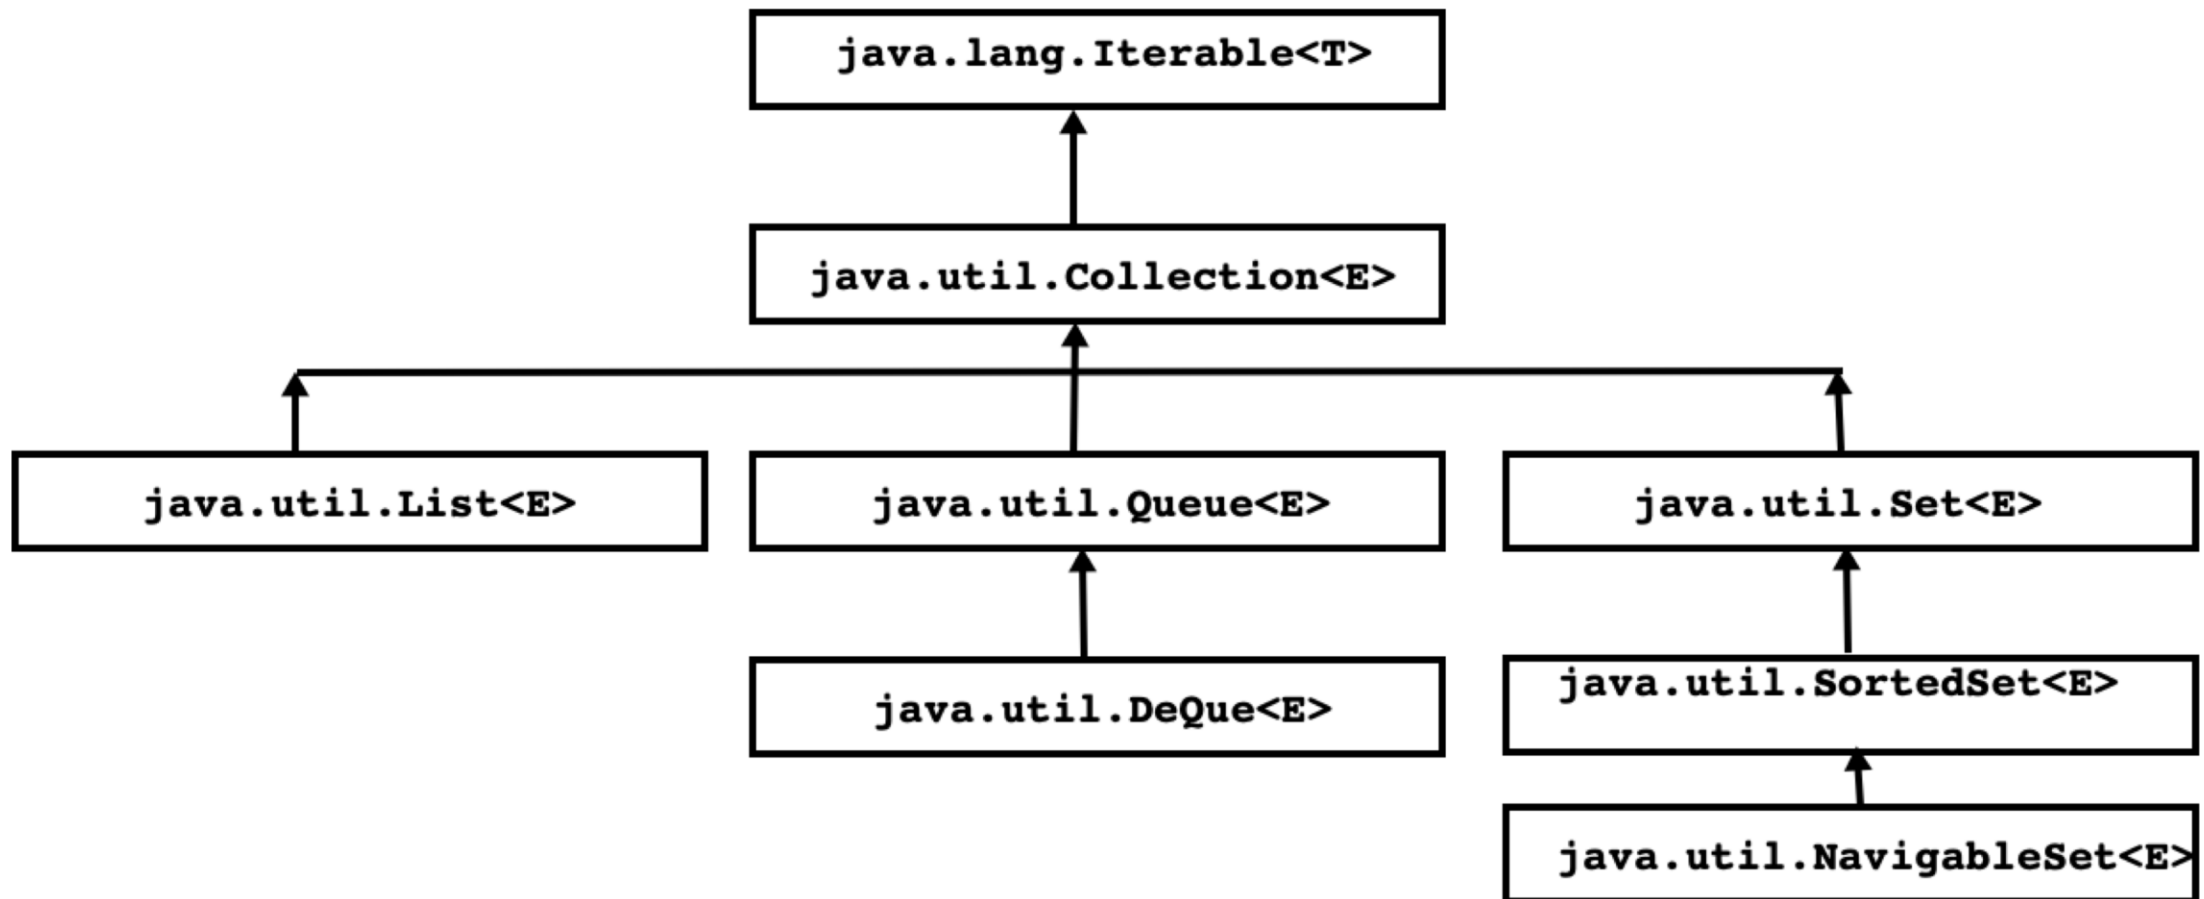 java.lang.Iterable<T>
java.util.Collection<E>
java.util.List<E>
java.util.Queue<E>
java.util.Set<E>
java.util.DeQue<E>
java.util.SortedSet<E>
java.util.NavigableSet<E>